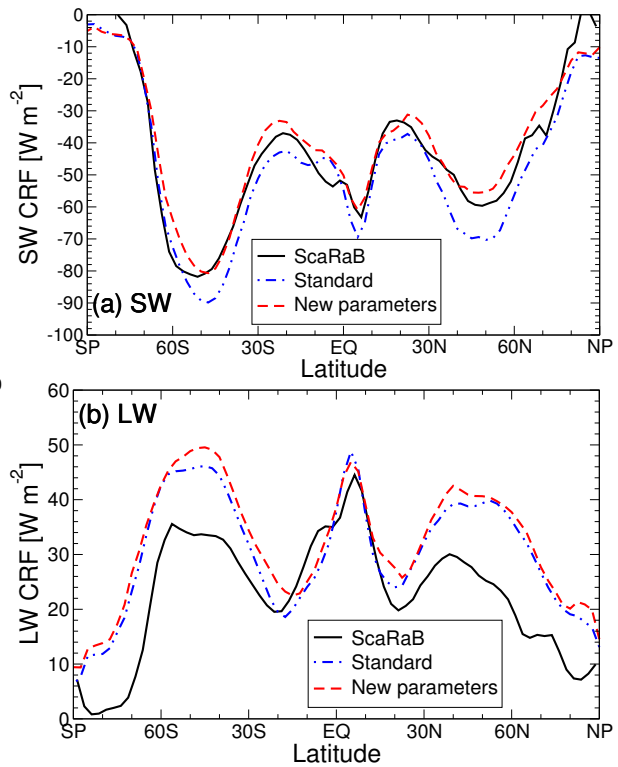 0
-10
-20
-30
-40
-50
-60
-70
-80
-90
-100
SW CRF [W m-2]
ScaRaB
Standard
New parameters
(a) SW
SP 60S 30S EQ 30N 60N NP
Latitude
60
50
40
30
20
10
0
LW CRF [W m-2]
(b) LW
ScaRaB
Standard
New parameters
SP 60S 30S EQ 30N 60N NP
Latitude